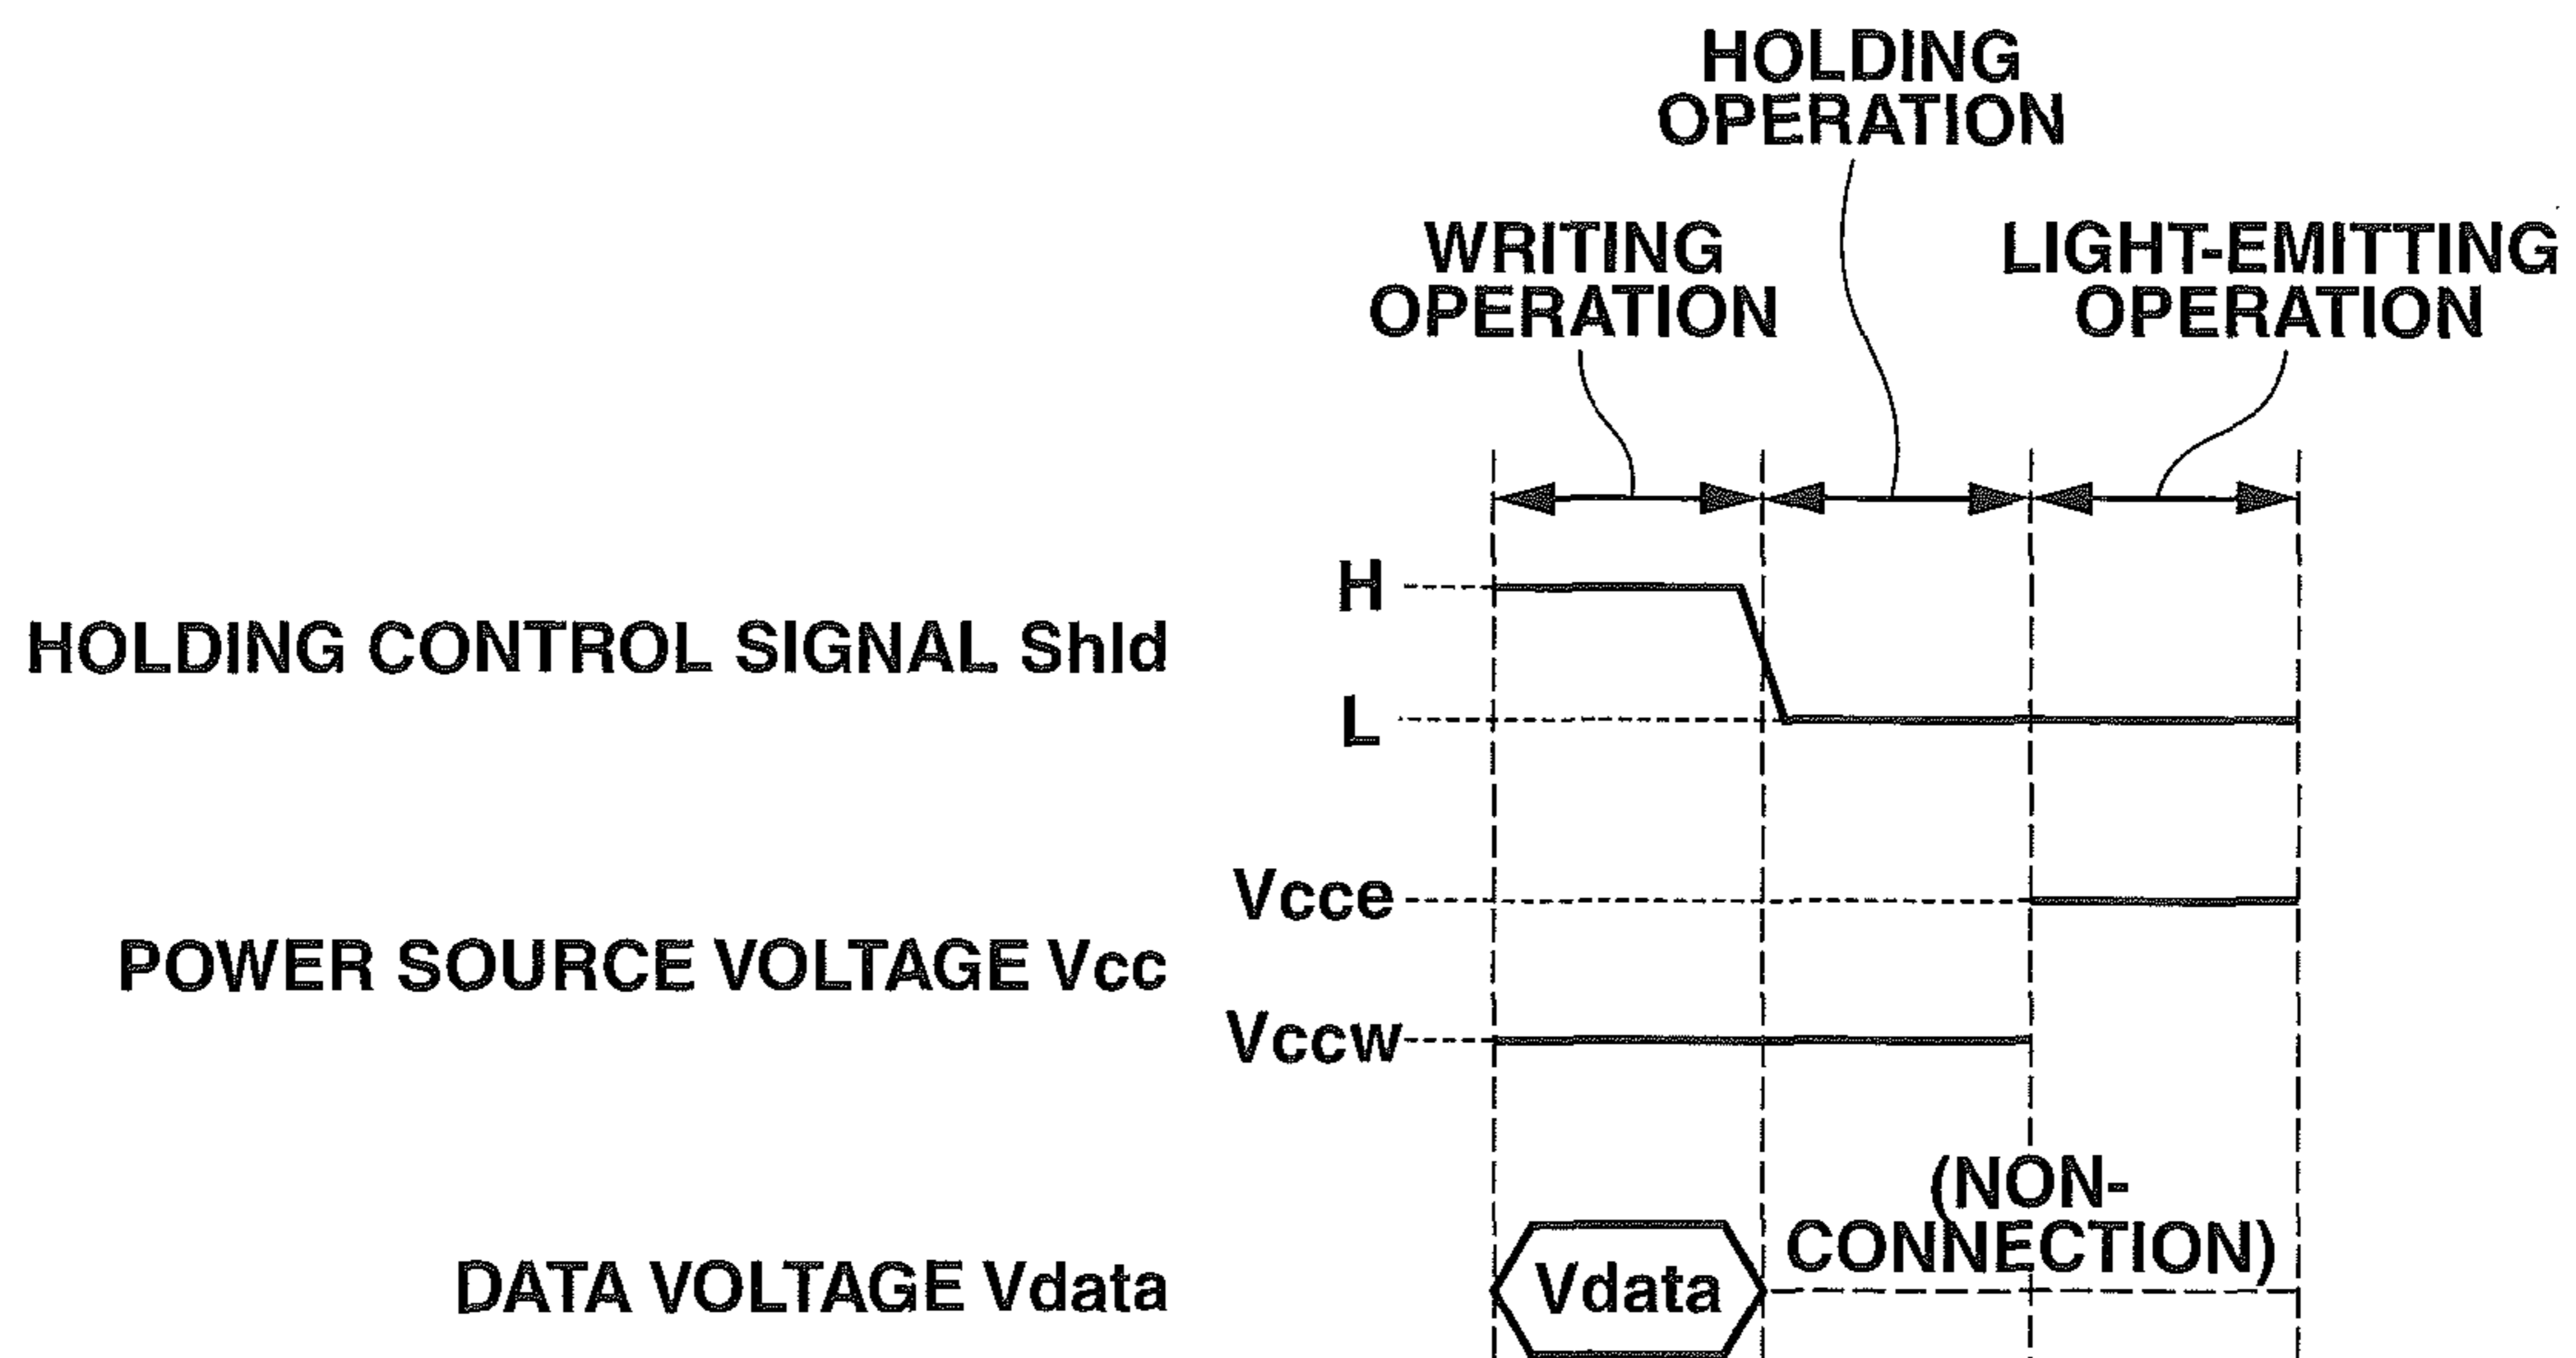 HOLDING
OPERATION
WRITING
OPERATION
LIGHT-EMITTING
OPERATION
H
HOLDING CONTROL SIGNAL Shld
L
Vcce
POWER SOURCE VOLTAGE Vcc
Vccw
(NON-
CONNECTION)
DATA VOLTAGE Vdata
Vdata